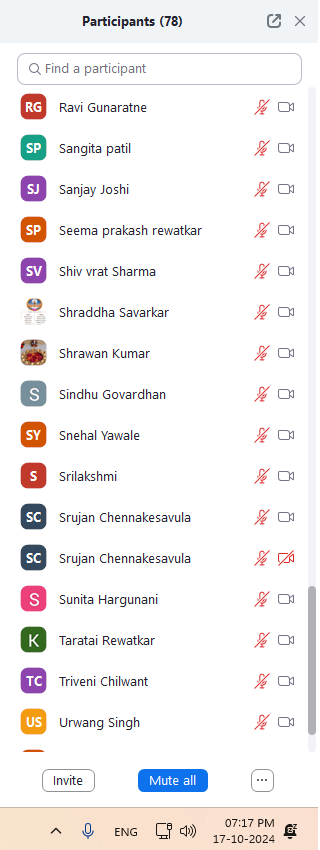 Participants (78)
Find a participant
RG Ravi Gunaratne
SP Sangita patil
SJ Sanjay Joshi
SP Seema prakash rewatkar
SV Shiv vrat Sharma
Shraddha Savarkar
Shrawan Kumar
S Sindhu Govardhan
SY Snehal Yawale
S Srilakshmi
SC Srujan Chennakesavula
SC Srujan Chennakesavula
S Sunita Hargunani
K Taratai Rewatkar
TC Triveni Chilwant
US Urwang Singh
Invite Mute all ...
ENG 07:17 PM
17-10-2024